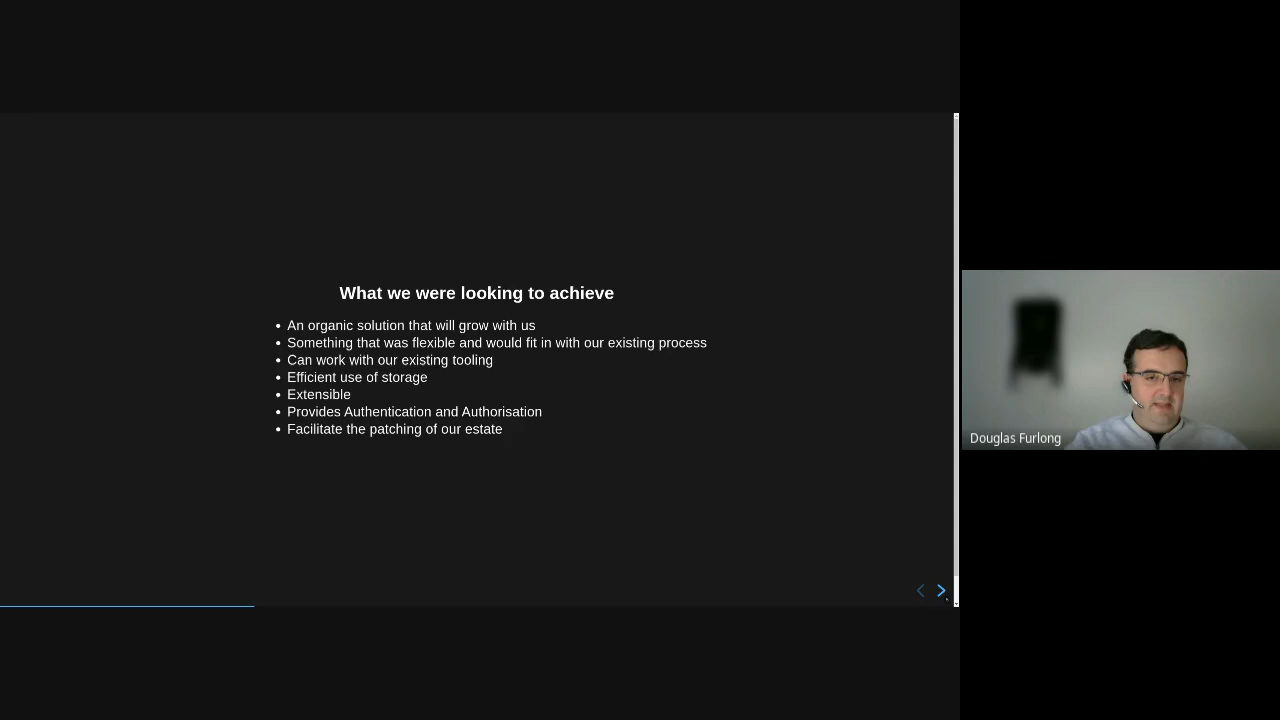 What we were looking to achieve
An organic solution that will grow with us
Something that was flexible and would fit in with our existing process
Can work with our existing tooling
Efficient use of storage
Extensible
Provides Authentication and Authorisation
Facilitate the patching of our estate
Douglas Furlong